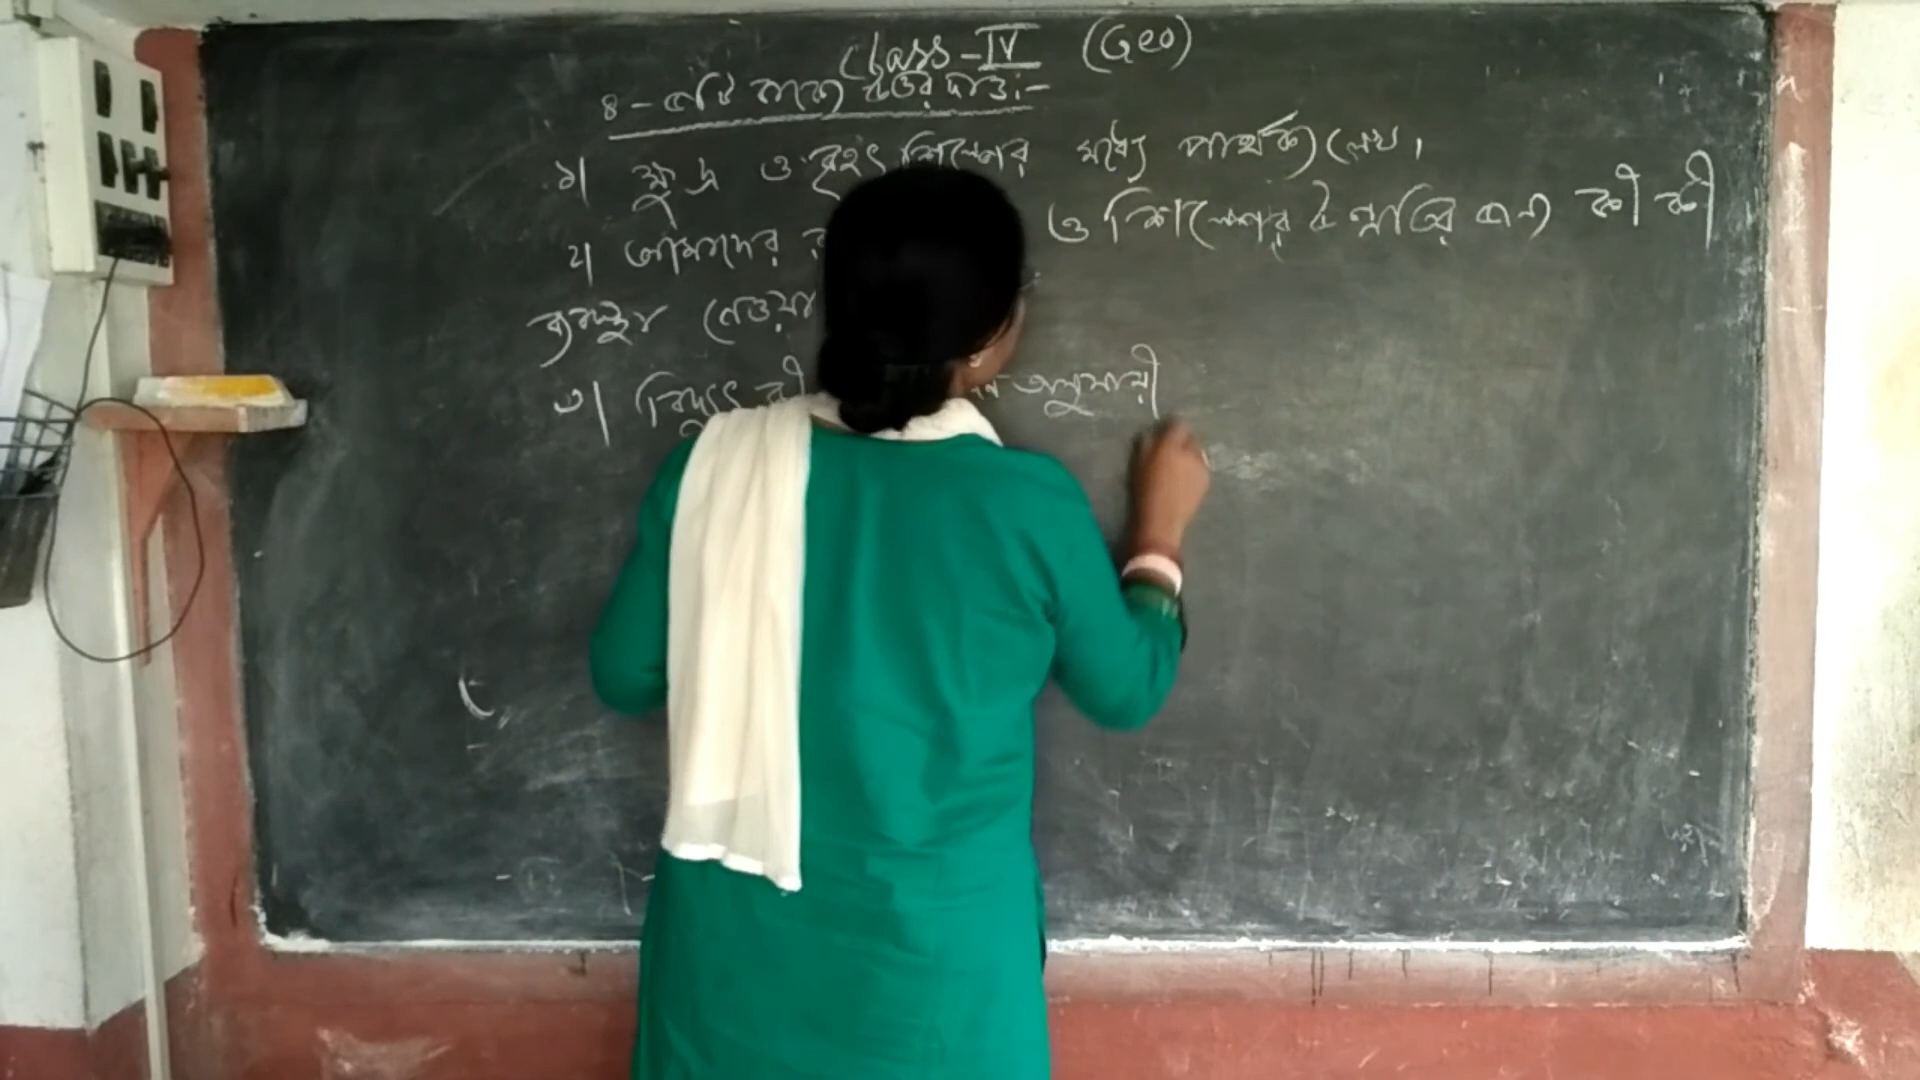 Class - IV (Geo)
৪ - টি বাক্যে উত্তর দাও :-
১। ক্ষুদ্র ও বৃহৎ শিল্পের মধ্যে পার্থক্য লেখ।
২। আমাদের ও শিল্পের উন্নতির জন্য কী কী
ব্যবস্থা নেওয়া
৩। বিদ্যুৎ অনুসারী